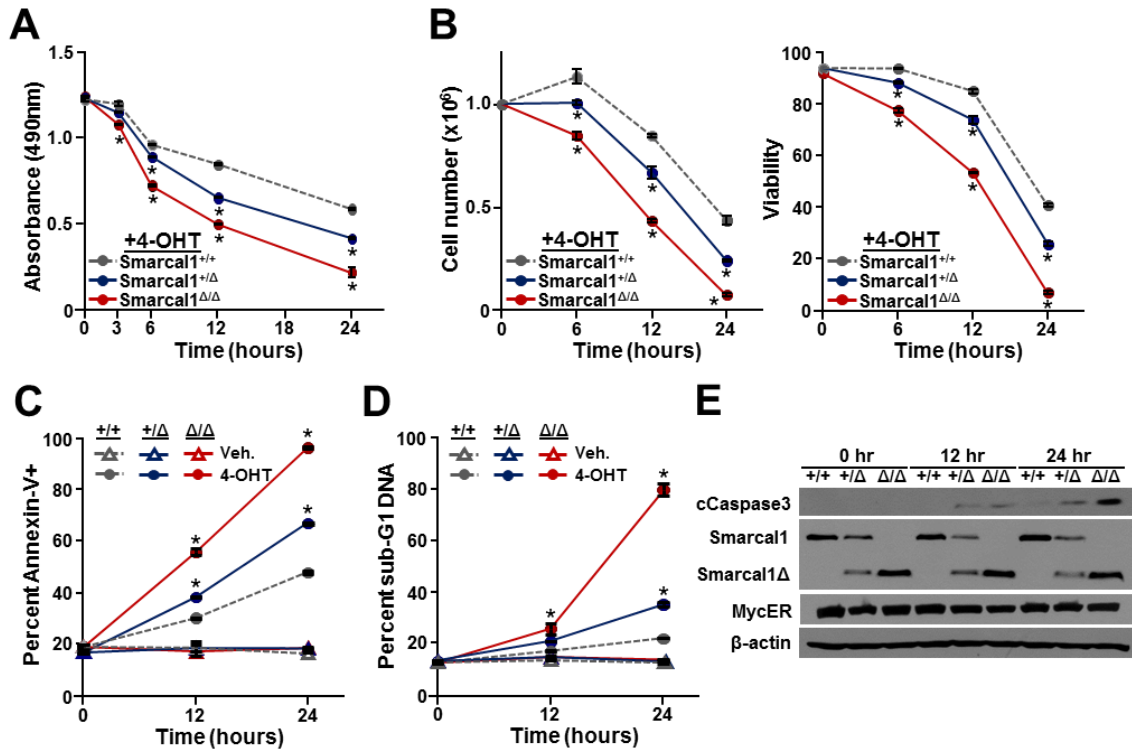 A
1.5
1.0
0.5
0
Absorbance (490nm)
+4-OHT
Smarcal1+/+
Smarcal1+/Δ
Smarcal1Δ/Δ
* * * * * * *
0 3 6 12 18 24
Time (hours)
B
1.0
0.5
0
Cell number (x10⁶)
+4-OHT
Smarcal1+/+
Smarcal1+/Δ
Smarcal1Δ/Δ
* * * * * *
0 6 12 24
Time (hours)
100
80
60
40
20
0
Viability
+4-OHT
Smarcal1+/+
Smarcal1+/Δ
Smarcal1Δ/Δ
* * * * * *
0 6 12 24
Time (hours)
C
+/+ +/Δ Δ/Δ
Veh.
4-OHT
100
80
60
40
20
0
Percent Annexin-V+
* * * *
0 12 24
Time (hours)
D
+/+ +/Δ Δ/Δ
Veh.
4-OHT
100
80
60
40
20
0
Percent sub-G1 DNA
* * *
0 12 24
Time (hours)
E
0 hr 12 hr 24 hr
+/+ +/Δ Δ/Δ +/+ +/Δ Δ/Δ +/+ +/Δ Δ/Δ
cCaspase3
Smarcal1
Smarcal1Δ
MycER
β-actin